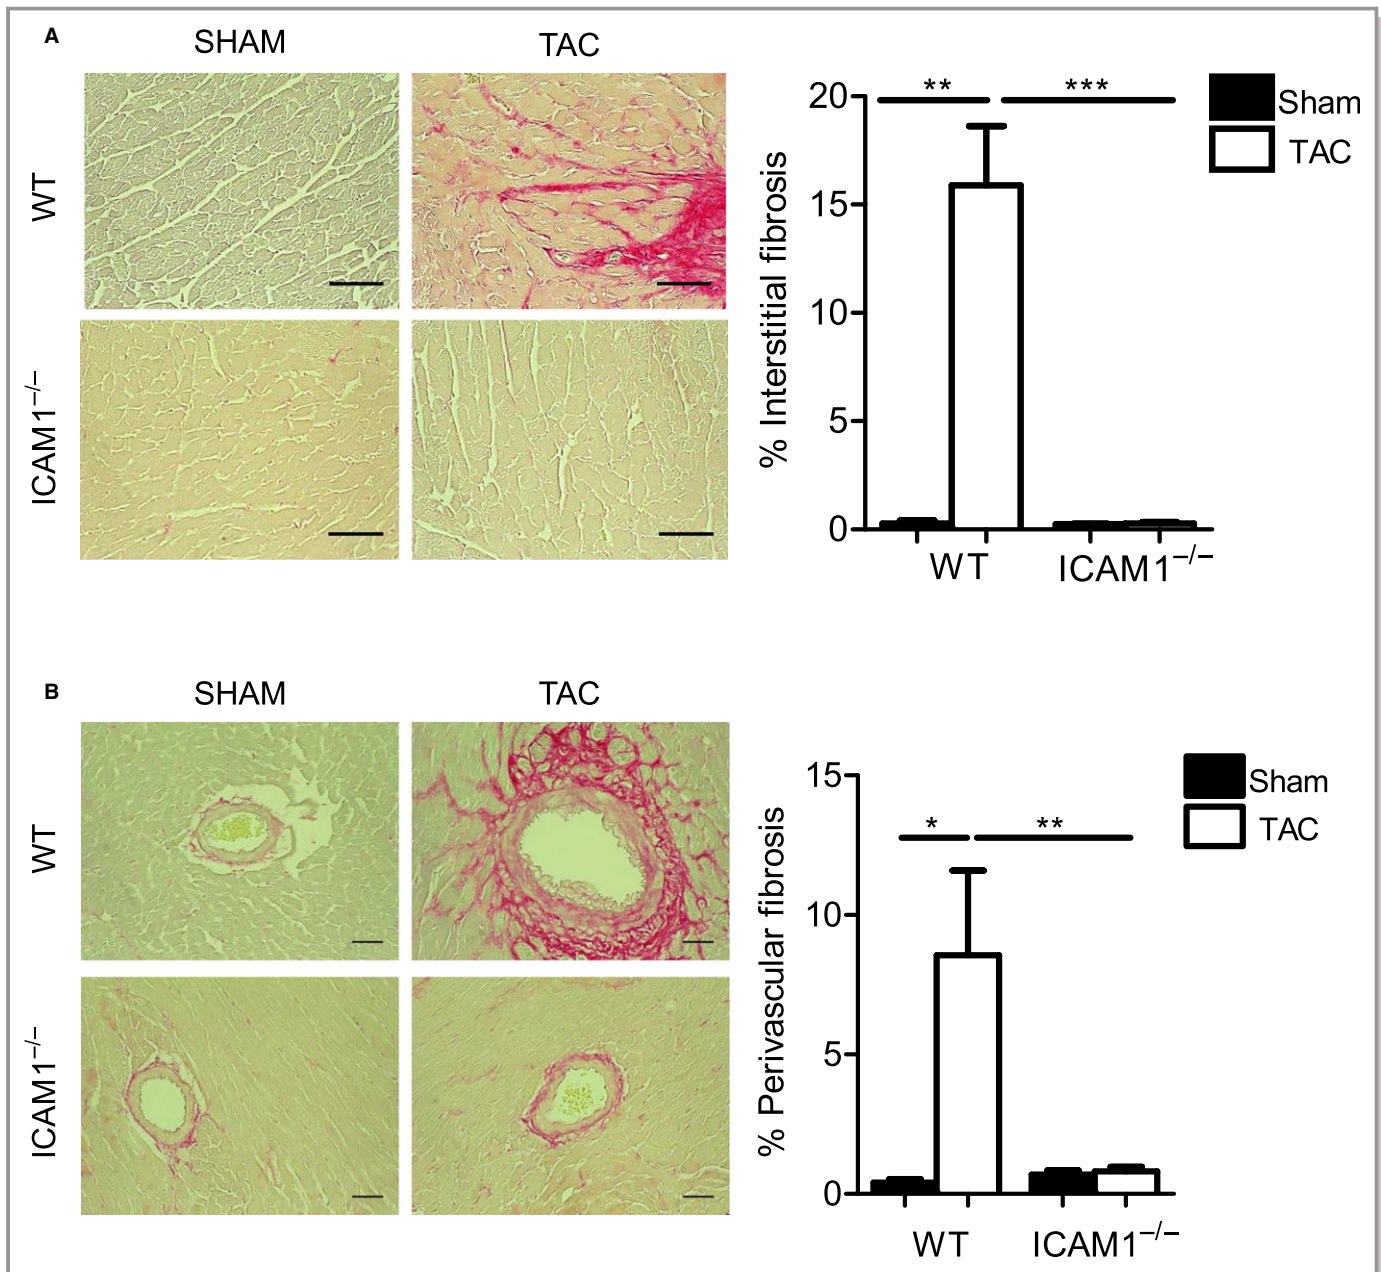 A
SHAM
TAC
WT
ICAM1–/–
% Interstitial fibrosis
20
15
10
5
0
**
***
Sham
TAC
WT
ICAM1–/–
B
SHAM
TAC
WT
ICAM1–/–
% Perivascular fibrosis
15
10
5
0
*
**
Sham
TAC
WT
ICAM1–/–